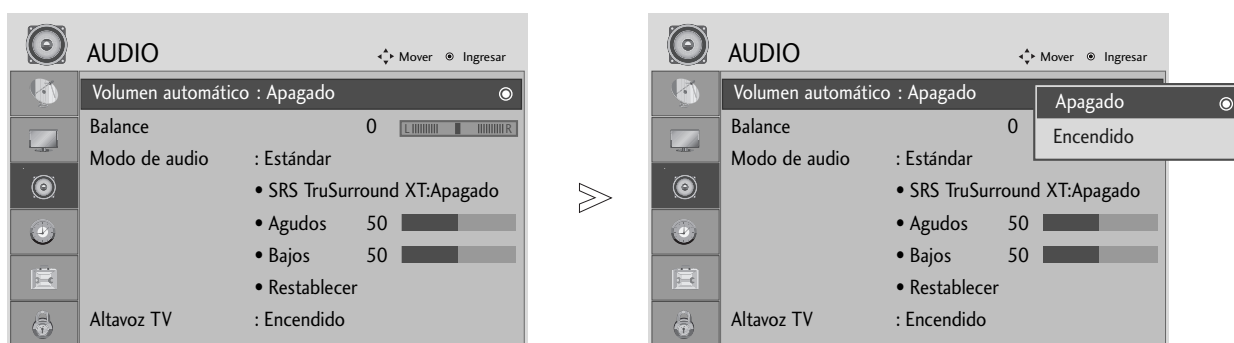 AUDIO
Mover Ingresar
Volumen automático : Apagado
Balance 0 L R
Modo de audio : Estándar
• SRS TruSurround XT:Apagado
• Agudos 50
• Bajos 50
• Restablecer
Altavoz TV : Encendido
AUDIO
Mover Ingresar
Volumen automático : Apagado
Apagado
Encendido
Balance 0
Modo de audio : Estándar
• SRS TruSurround XT:Apagado
• Agudos 50
• Bajos 50
• Restablecer
Altavoz TV : Encendido